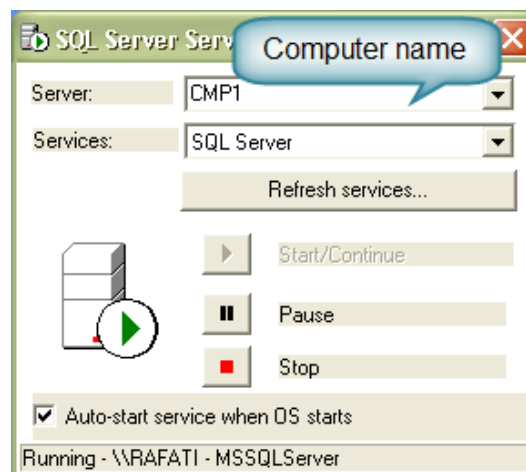 SQL Server Serv
Computer name
Server: CMP1
Services: SQL Server
Refresh services...
Start/Continue
Pause
Stop
Auto-start service when OS starts
Running - \\RAFATI - MSSQLServer